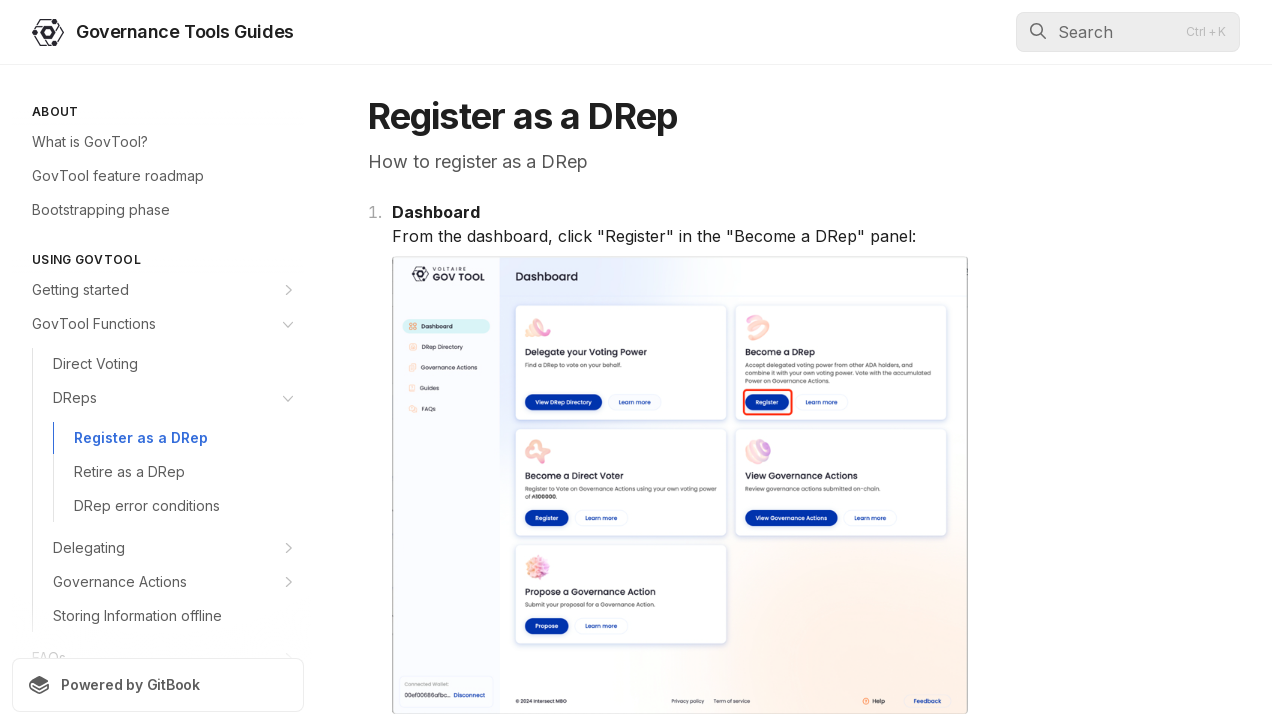 Governance Tools Guides
Search
Ctrl + K
ABOUT
What is GovTool?
GovTool feature roadmap
Bootstrapping phase
USING GOVTOOL
Getting started
GovTool Functions
Direct Voting
DReps
Register as a DRep
Retire as a DRep
DRep error conditions
Delegating
Governance Actions
Storing Information offline
FAQs
Powered by GitBook
Register as a DRep
How to register as a DRep
1. Dashboard
From the dashboard, click "Register" in the "Become a DRep" panel:
VOLTAIRE
GOV TOOL
Dashboard
Dashboard
DRep Directory
Governance Actions
Guides
FAQs
Delegate your Voting Power
Find a DRep to vote on your behalf.
View DRep Directory
Learn more
Become a DRep
Accept delegated voting power from other ADA holders, and
combine it with your own voting power. Vote with the accumulated
Power on Governance Actions.
Register
Learn more
Become a Direct Voter
Register to Vote on Governance Actions using your own voting power
of ₳100000.
Register
Learn more
View Governance Actions
Review governance actions submitted on-chain.
View Governance Actions
Learn more
Propose a Governance Action
Submit your proposal for a Governance Action.
Propose
Learn more
Connected Wallet:
00ef00686afbc...
Disconnect
© 2024 Intersect MBO
Privacy policy
Term of service
Help
Feedback